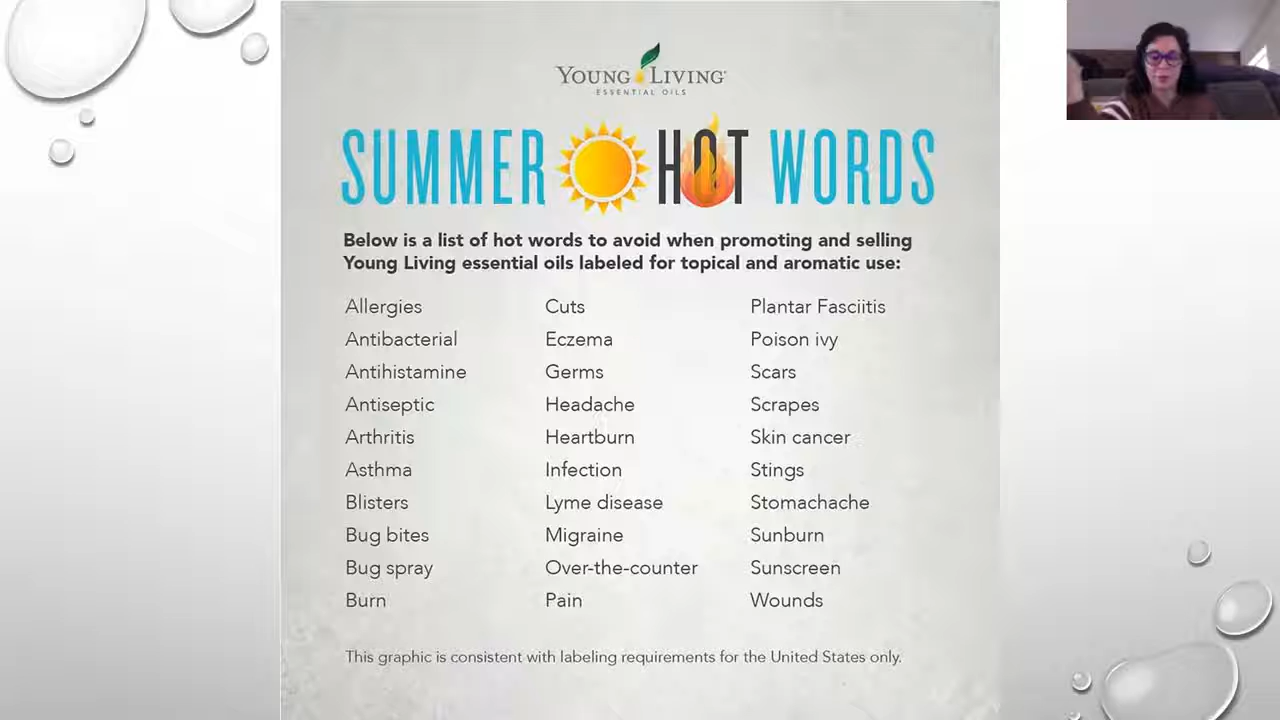 YOUNG LIVING
ESSENTIAL OILS
SUMMER HOT WORDS
Below is a list of hot words to avoid when promoting and selling
Young Living essential oils labeled for topical and aromatic use:
Allergies
Antibacterial
Antihistamine
Antiseptic
Arthritis
Asthma
Blisters
Bug bites
Bug spray
Burn
Cuts
Eczema
Germs
Headache
Heartburn
Infection
Lyme disease
Migraine
Over-the-counter
Pain
Plantar Fasciitis
Poison ivy
Scars
Scrapes
Skin cancer
Stings
Stomachache
Sunburn
Sunscreen
Wounds
This graphic is consistent with labeling requirements for the United States only.